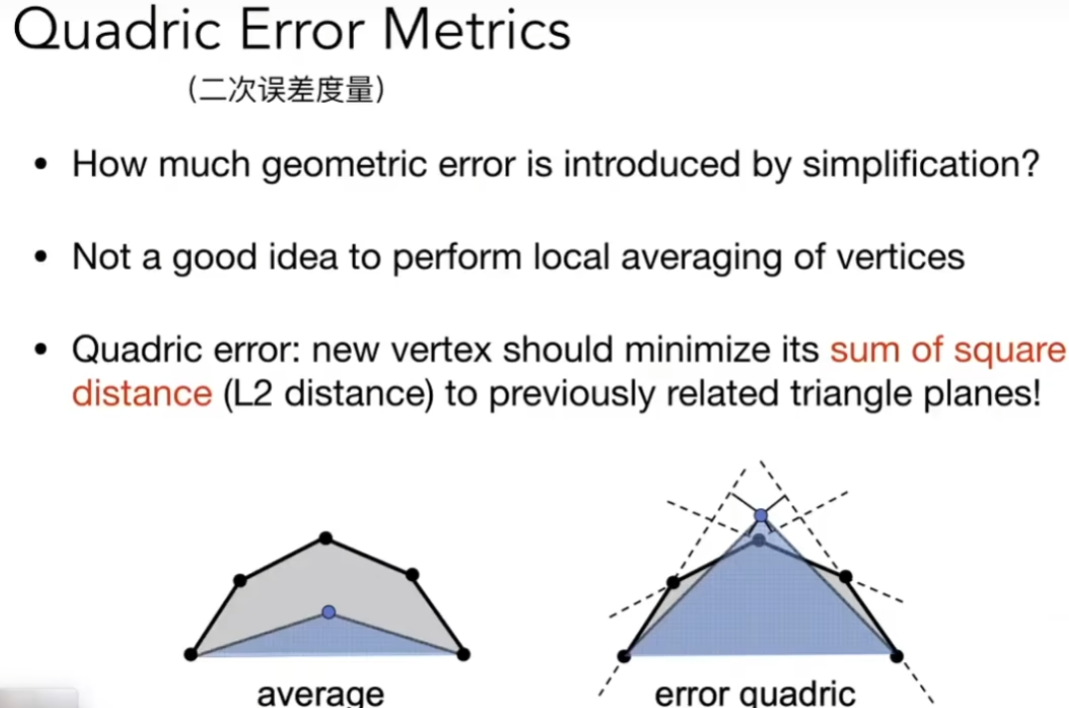 Quadric Error Metrics
(二次误差度量)
• How much geometric error is introduced by simplification?
• Not a good idea to perform local averaging of vertices
• Quadric error: new vertex should minimize its sum of square
distance (L2 distance) to previously related triangle planes!
average
error quadric